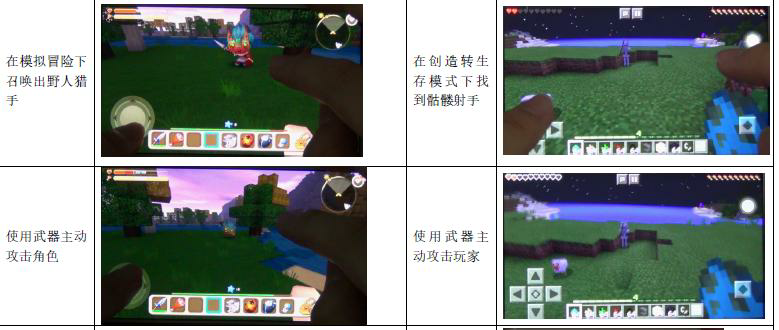 在模拟冒险下
召唤出野人猎
手
在创造转生
存模式下找
到骷髅射手
使用武器主动
攻击角色
使用武器主
动攻击玩家
4
4